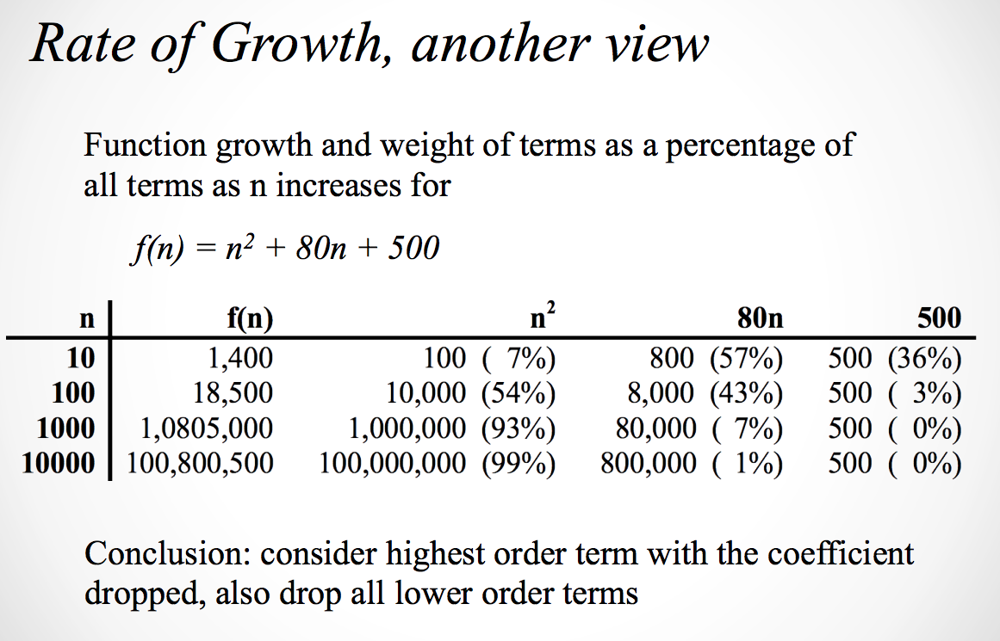 Rate of Growth, another view
Function growth and weight of terms as a percentage of
all terms as n increases for
f(n) = n² + 80n + 500
n f(n) n² 80n 500
10 1,400 100 ( 7%) 800 (57%) 500 (36%)
100 18,500 10,000 (54%) 8,000 (43%) 500 ( 3%)
1000 1,0805,000 1,000,000 (93%) 80,000 ( 7%) 500 ( 0%)
10000 100,800,500 100,000,000 (99%) 800,000 ( 1%) 500 ( 0%)
Conclusion: consider highest order term with the coefficient
dropped, also drop all lower order terms